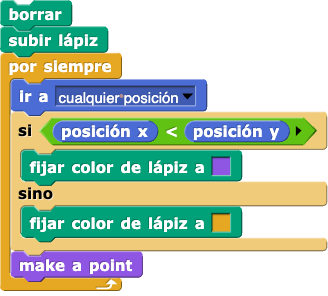 borrar
subir lápiz
por siempre
ir a cualquier posición
si posición x < posición y
fijar color de lápiz a
sino
fijar color de lápiz a
make a point